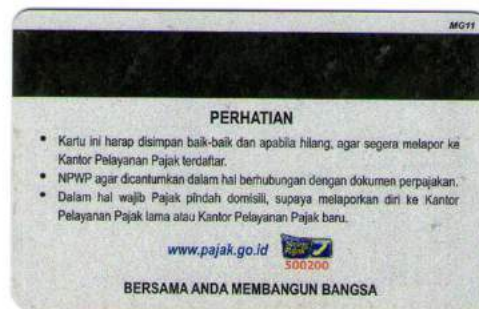 MG11
PERHATIAN
• Kartu ini harap disimpan baik-baik dan apabila hilang, agar segera melapor ke
Kantor Pelayanan Pajak terdaftar.
• NPWP agar dicantumkan dalam hal berhubungan dengan dokumen perpajakan.
• Dalam hal wajib Pajak pindah domisili, supaya melaporkan diri ke Kantor
Pelayanan Pajak lama atau Kantor Pelayanan Pajak baru.
www.pajak.go.id
500200
BERSAMA ANDA MEMBANGUN BANGSA